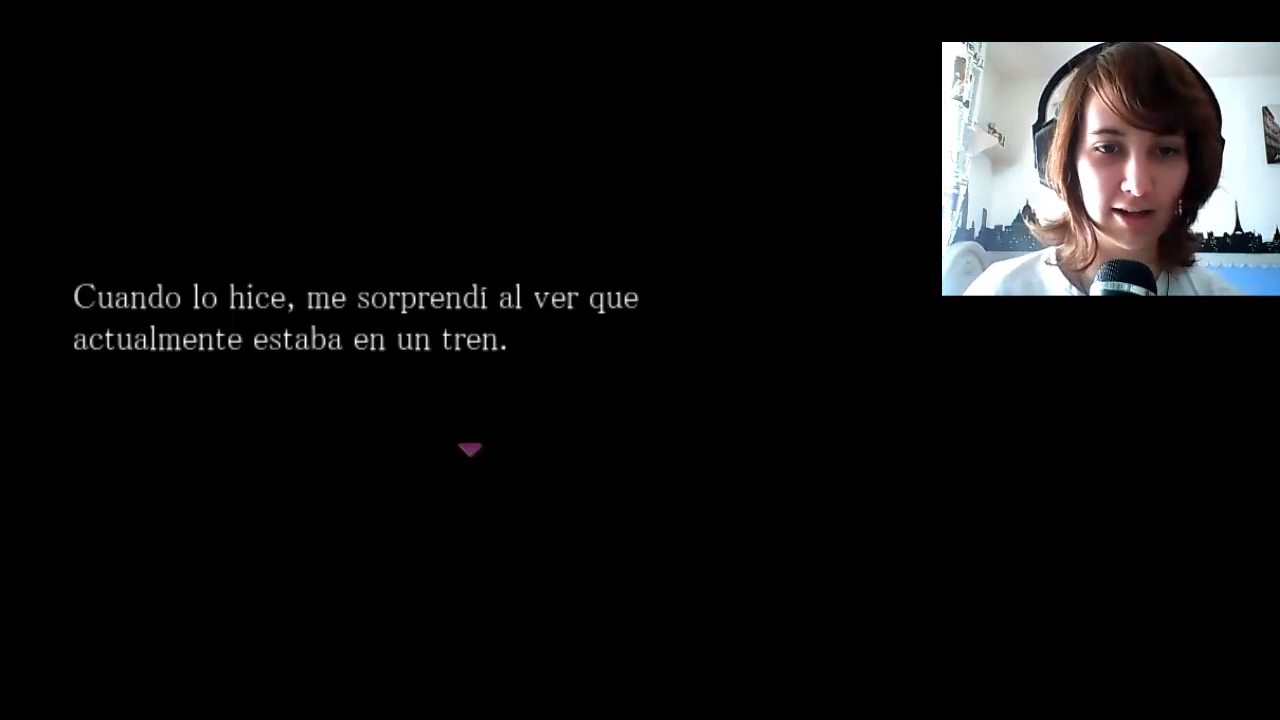 Cuando lo hice, me sorprendí al ver que
actualmente estaba en un tren.